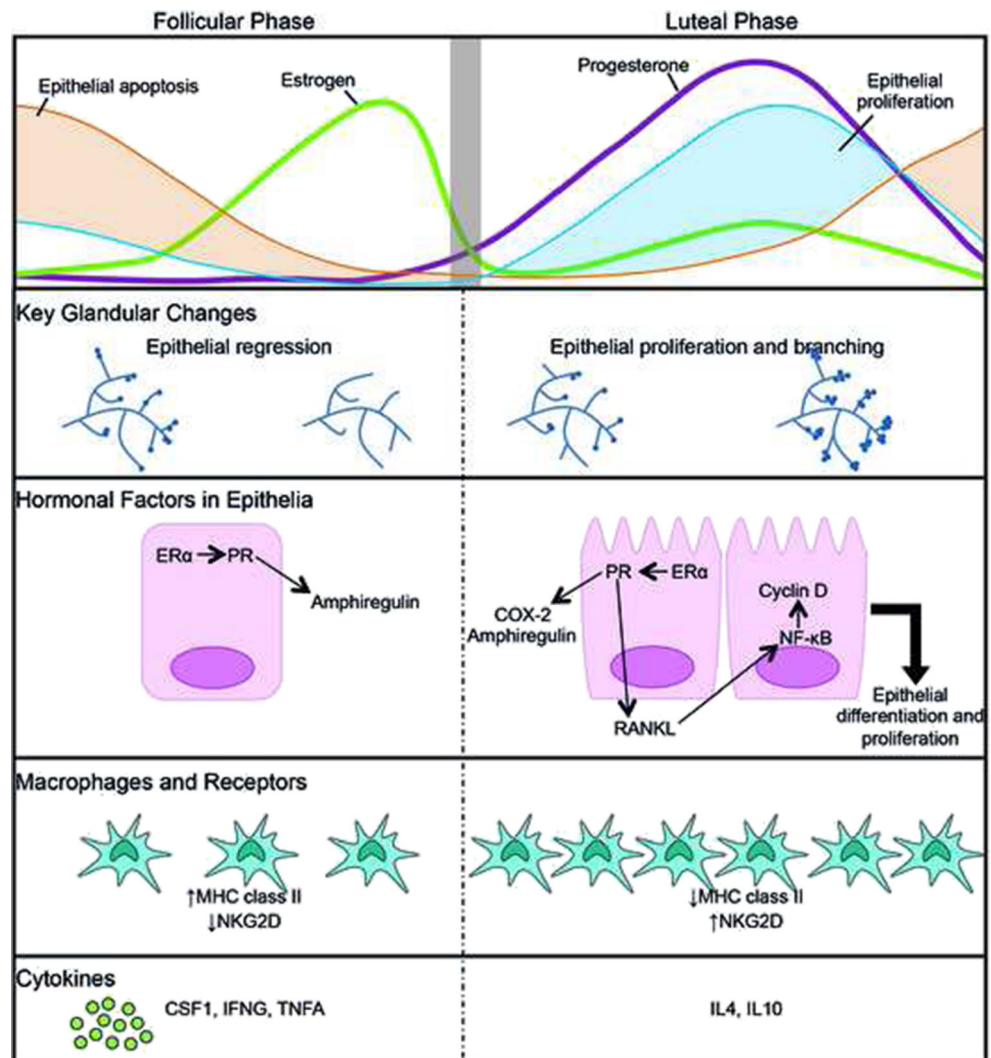 Follicular Phase
Luteal Phase
Epithelial apoptosis
Estrogen
Progesterone
Epithelial
proliferation
Key Glandular Changes
Epithelial regression
Epithelial proliferation and branching
Hormonal Factors in Epithelia
ERα PR
Amphiregulin
PR ERα
COX-2
Amphiregulin
RANKL
Cyclin D
NF-κB
Epithelial
differentiation and
proliferation
Macrophages and Receptors
↑MHC class II
↓NKG2D
↓MHC class II
↑NKG2D
Cytokines
CSF1, IFNG, TNFA
IL4, IL10